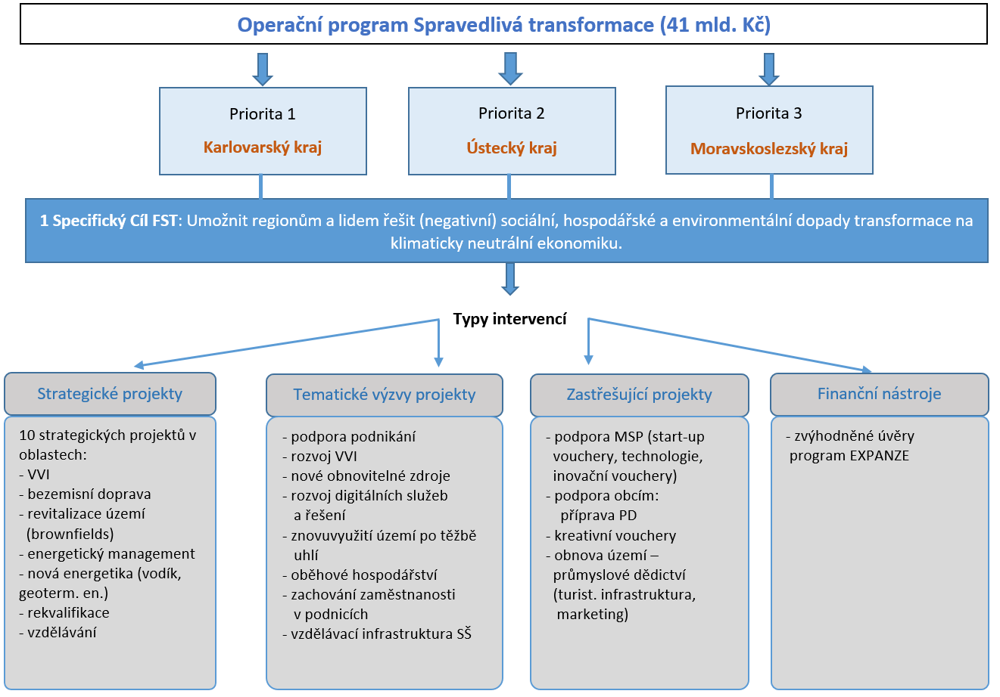 Operační program Spravedlivá transformace (41 mld. Kč)
Priorita 1
Karlovarský kraj
Priorita 2
Ústecký kraj
Priorita 3
Moravskoslezský kraj
1 Specifický Cíl FST: Umožnit regionům a lidem řešit (negativní) sociální, hospodářské a environmentální dopady transformace na
klimaticky neutrální ekonomiku.
Typy intervencí
Strategické projekty
10 strategických projektů v
oblastech:
- VVI
- bezemisní doprava
- revitalizace území
(brownfields)
- energetický management
- nová energetika (vodík,
geoterm. en.)
- rekvalifikace
- vzdělávání
Tematické výzvy projekty
- podpora podnikání
- rozvoj VVI
- nové obnovitelné zdroje
- rozvoj digitálních služeb
a řešení
- znovuvyužití území po těžbě
uhlí
- oběhové hospodářství
- zachování zaměstnanosti
v podnicích
- vzdělávací infrastruktura SŠ
Zastřešující projekty
- podpora MSP (start-up
vouchery, technologie,
inovační vouchery)
- podpora obcím:
příprava PD
- kreativní vouchery
- obnova území –
průmyslové dědictví
(turist. infrastruktura,
marketing)
Finanční nástroje
- zvýhodněné úvěry
program EXPANZE